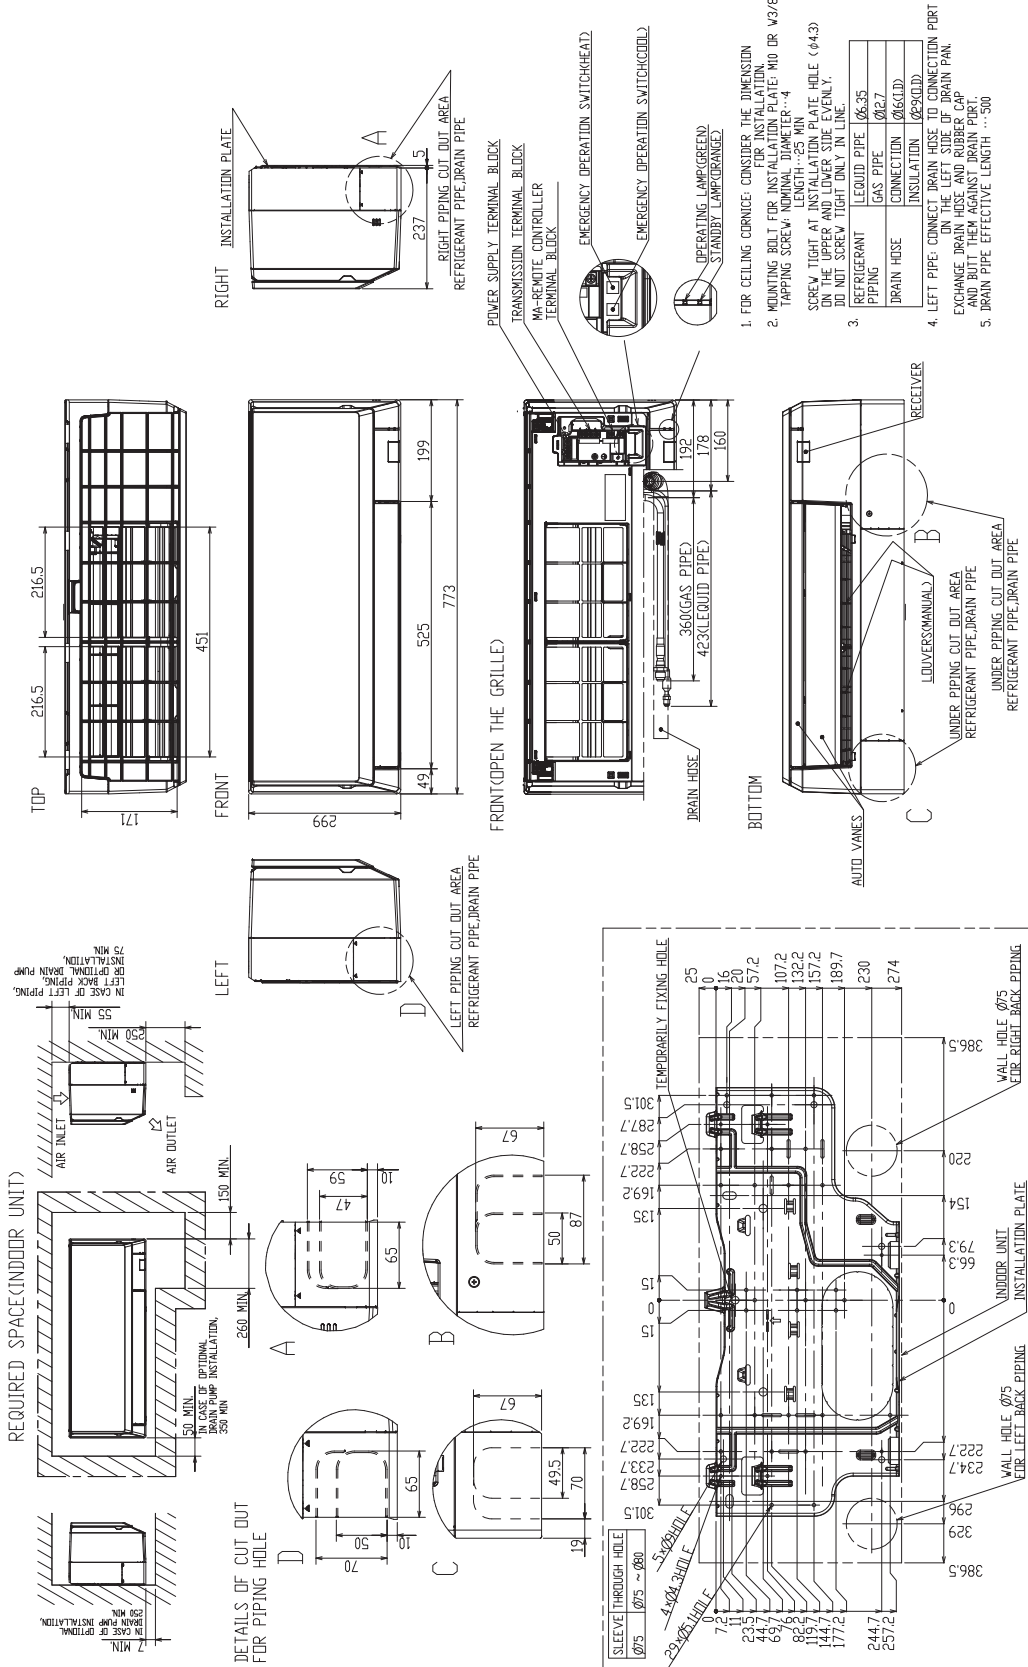 REQUIRED SPACE(INDOOR UNIT)
IN CASE OF OPTIONAL
DRAIN PUMP INSTALLATION,
250 MIN.
7 MIN.
50 MIN.
IN CASE OF OPTIONAL
DRAIN PUMP INSTALLATION,
350 MIN
260 MIN.
150 MIN.
AIR INLET
AIR OUTLET
250 MIN.
55 MIN.
IN CASE OF LEFT PIPING,
LEFT BACK PIPING,
OR OPTIONAL DRAIN PUMP
INSTALLATION,
75 MIN.
TOP
216.5
216.5
451
171
RIGHT
INSTALLATION PLATE
A
237
5
RIGHT PIPING CUT OUT AREA
REFRIGERANT PIPE,DRAIN PIPE
LEFT
D
LEFT PIPING CUT OUT AREA
REFRIGERANT PIPE,DRAIN PIPE
FRONT
299
49
525
199
773
DETAILS OF CUT OUT
FOR PIPING HOLE
D
70
50
10
65
A
47
59
10
65
C
67
49.5
70
19
B
67
50
87
FRONT(OPEN THE GRILLE)
POWER SUPPLY TERMINAL BLOCK
TRANSMISSION TERMINAL BLOCK
MA-REMOTE CONTROLLER
TERMINAL BLOCK
EMERGENCY OPERATION SWITCH(HEAT)
EMERGENCY OPERATION SWITCH(COOL)
OPERATING LAMP(GREEN)
STANDBY LAMP(ORANGE)
192
178
160
360(GAS PIPE)
423(LEQUID PIPE)
DRAIN HOSE
BOTTOM
AUTO VANES
LOUVERS(MANUAL)
RECEIVER
C
UNDER PIPING CUT OUT AREA
REFRIGERANT PIPE,DRAIN PIPE
B
UNDER PIPING CUT OUT AREA
REFRIGERANT PIPE,DRAIN PIPE
1. FOR CEILING CORNICE: CONSIDER THE DIMENSION
FOR INSTALLATION.
2. MOUNTING BOLT FOR INSTALLATION PLATE: M10 OR W3/8
TAPPING SCREW: NOMINAL DIAMETER···4
LENGTH···25 MIN
SCREW TIGHT AT INSTALLATION PLATE HOLE (ϕ4.3)
ON THE UPPER AND LOWER SIDE EVENLY.
DO NOT SCREW TIGHT ONLY IN LINE.
3.
REFRIGERANT PIPING LEQUID PIPE Ø6.35
GAS PIPE Ø12.7
DRAIN HOSE CONNECTION Ø16(I.D)
INSULATION Ø29(O.D)
4. LEFT PIPE: CONNECT DRAIN HOSE TO CONNECTION PORT
ON THE LEFT SIDE OF DRAIN PAN.
EXCHANGE DRAIN HOSE AND RUBBER CAP
AND BUTT THEM AGAINST DRAIN PORT.
5. DRAIN PIPE EFFECTIVE LENGTH ···500
SLEEVE THROUGH HOLE
Ø75 Ø75 ~ Ø80
5xØ9HOLE
4xØ4.3HOLE
29xØ5.1HOLE
TEMPORARILY FIXING HOLE
301.5
258.7
233.7
222.7
169.2
135
15
0
15
135
169.2
222.7
258.7
287.7
301.5
25
0
16
20
57.2
107.2
132.2
157.2
189.7
230
274
0
7.2
11
23.5
44.7
69.7
76
82.2
119.7
144.7
177.2
244.7
257.2
386.5
329
296
234.7
222.7
0
66.3
79.3
154
220
386.5
WALL HOLE Ø75
FOR LEFT BACK PIPING
INDOOR UNIT
INSTALLATION PLATE
WALL HOLE Ø75
FOR RIGHT BACK PIPING